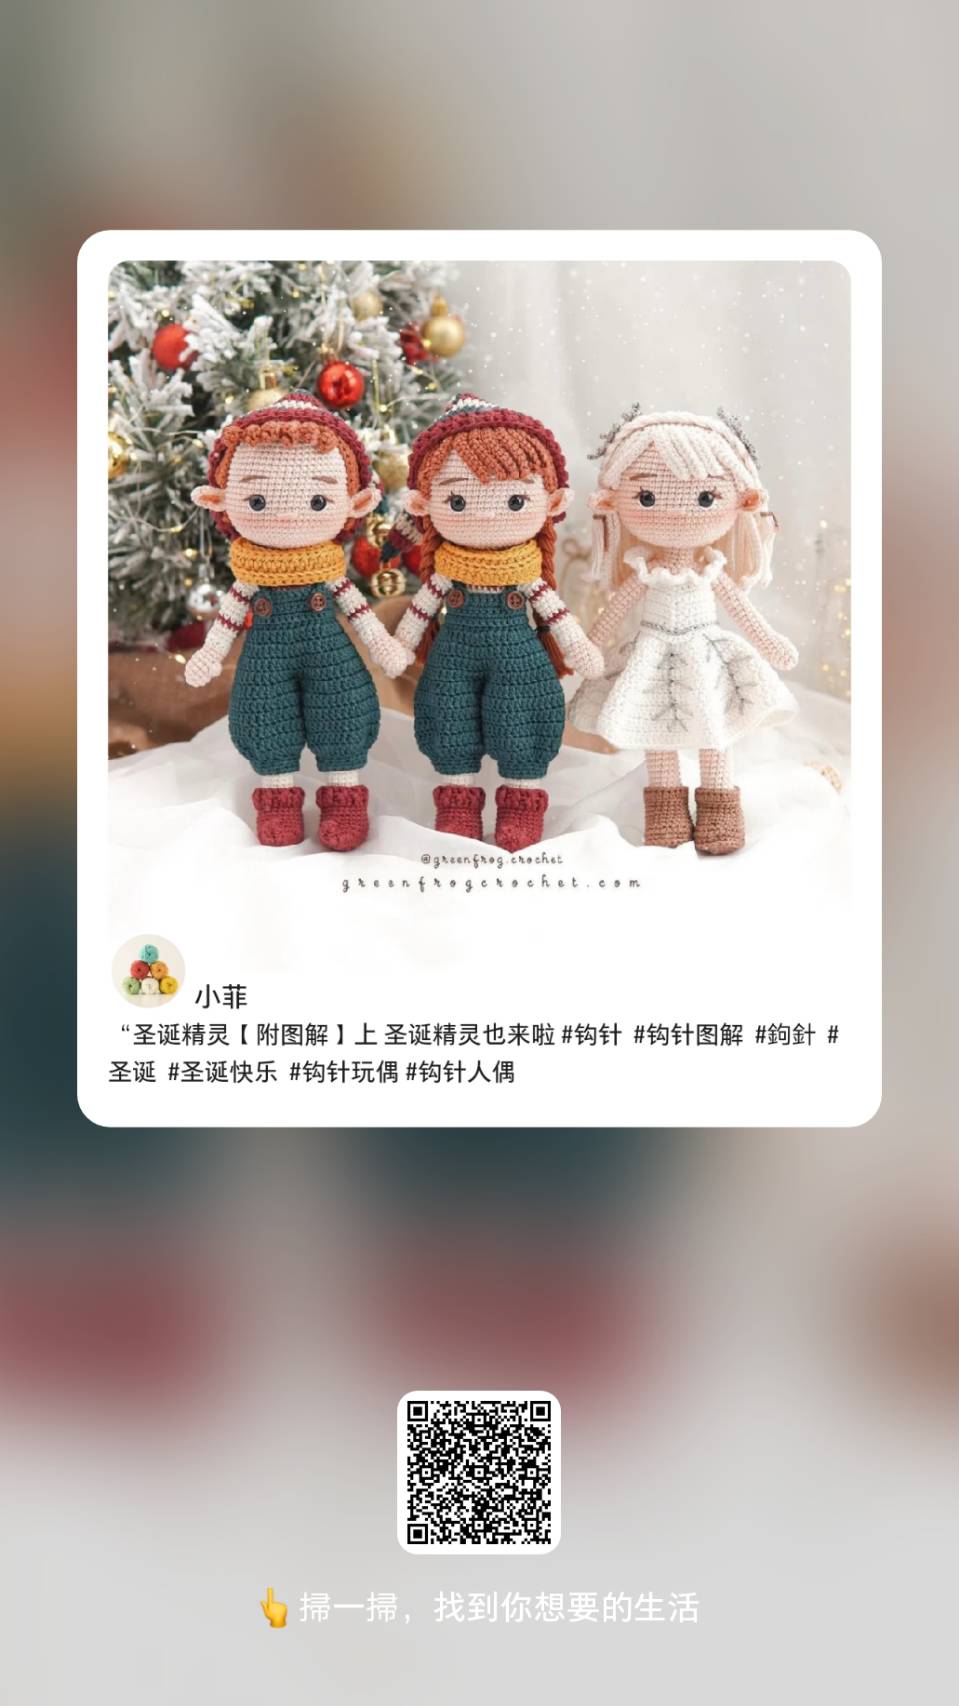 @greenfrog.crochet
greenfrogcrochet.com
小菲
“圣诞精灵【附图解】上 圣诞精灵也来啦 #钩针 #钩针图解 #鉤針 #
圣诞 #圣诞快乐 #钩针玩偶 #钩针人偶
掃一掃，找到你想要的生活